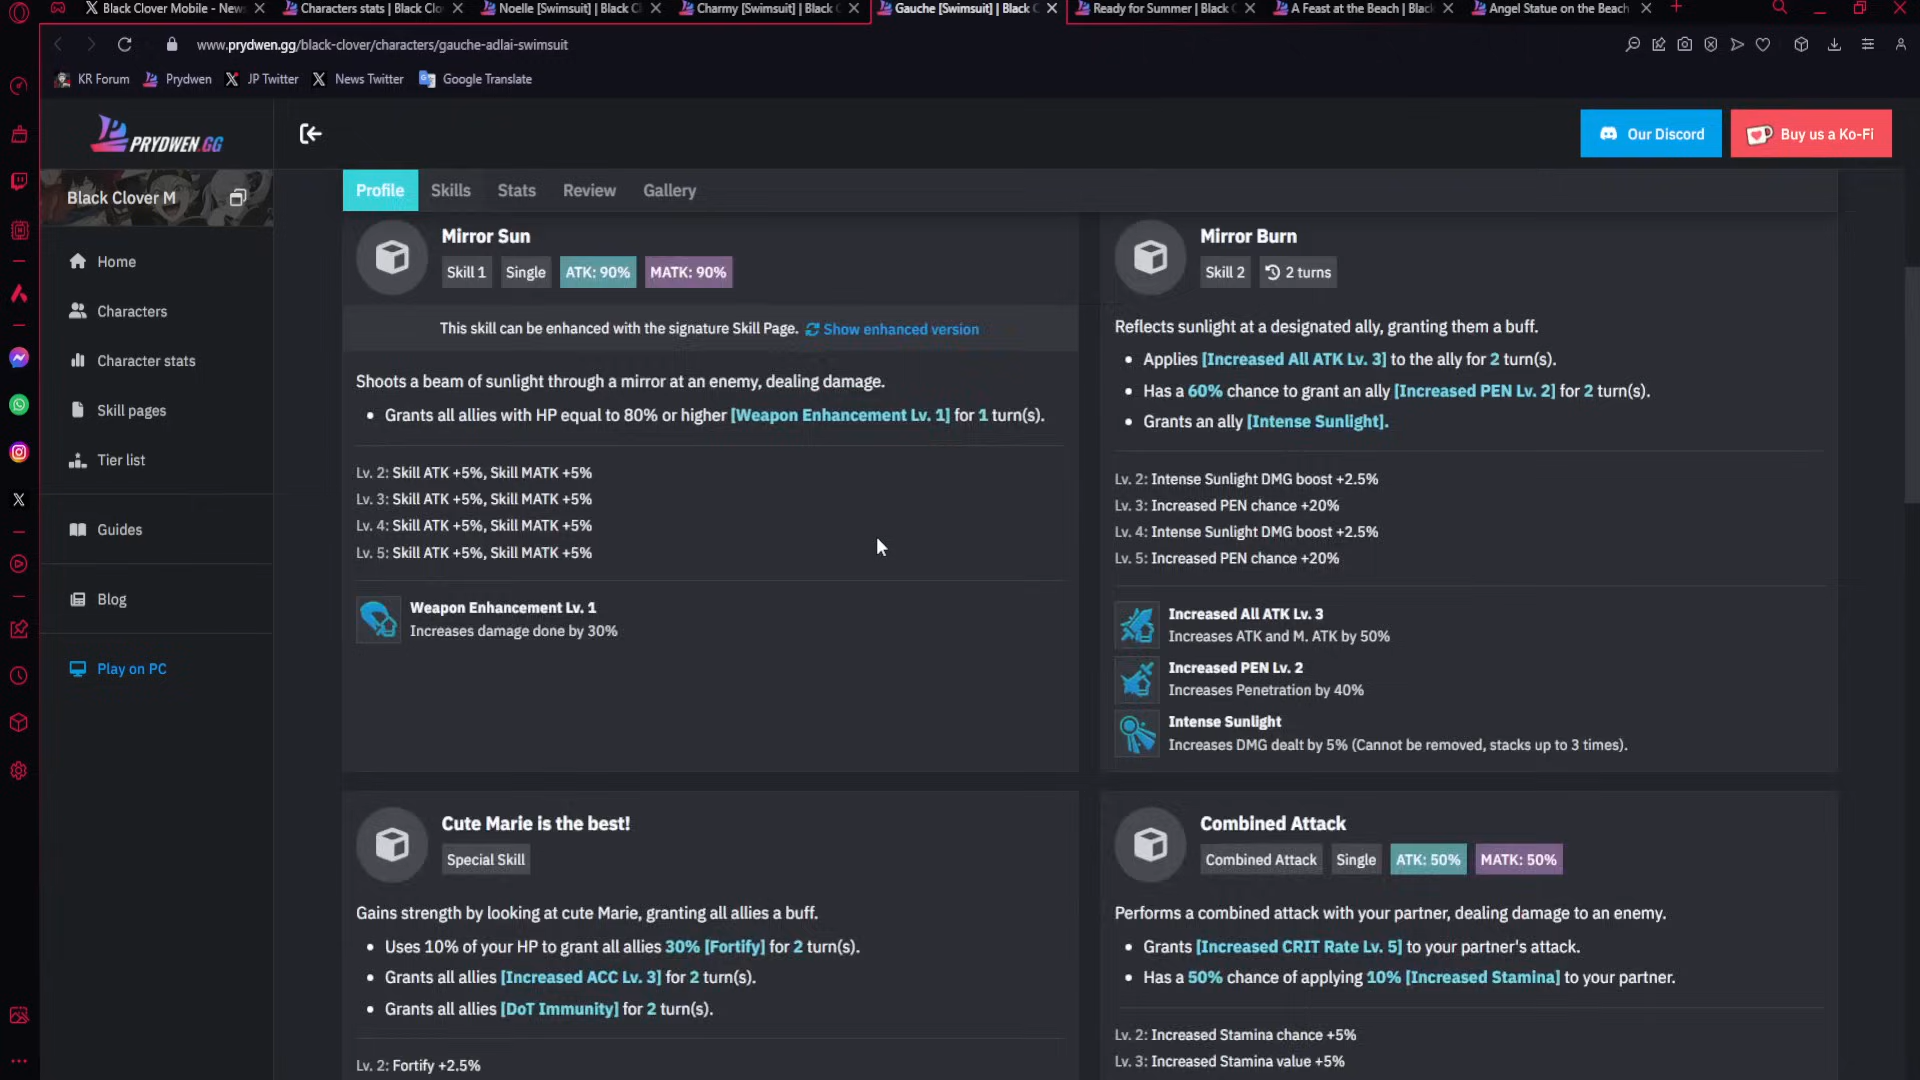 Black Clover Mobile - New
Characters stats | Black Clo
Noelle [Swimsuit] | Black C
Charmy [Swimsuit] | Black
Gauche [Swimsuit] | Black C
Ready for Summer | Black
A Feast at the Beach | Black
Angel Statue on the Beach
www.prydwen.gg/black-clover/characters/gauche-adlai-swimsuit
KR Forum
Prydwen
JP Twitter
News Twitter
Google Translate
PRYDWEN.GG
Our Discord
Buy us a Ko-Fi
Black Clover M
Home
Characters
Character stats
Skill pages
Tier list
Guides
Blog
Play on PC
Profile
Skills
Stats
Review
Gallery
Mirror Sun
Skill 1
Single
ATK: 90%
MATK: 90%
This skill can be enhanced with the signature Skill Page. Show enhanced version
Shoots a beam of sunlight through a mirror at an enemy, dealing damage.
• Grants all allies with HP equal to 80% or higher [Weapon Enhancement Lv. 1] for 1 turn(s).
Lv. 2: Skill ATK +5%, Skill MATK +5%
Lv. 3: Skill ATK +5%, Skill MATK +5%
Lv. 4: Skill ATK +5%, Skill MATK +5%
Lv. 5: Skill ATK +5%, Skill MATK +5%
Weapon Enhancement Lv. 1
Increases damage done by 30%
Mirror Burn
Skill 2
2 turns
Reflects sunlight at a designated ally, granting them a buff.
• Applies [Increased All ATK Lv. 3] to the ally for 2 turn(s).
• Has a 60% chance to grant an ally [Increased PEN Lv. 2] for 2 turn(s).
• Grants an ally [Intense Sunlight].
Lv. 2: Intense Sunlight DMG boost +2.5%
Lv. 3: Increased PEN chance +20%
Lv. 4: Intense Sunlight DMG boost +2.5%
Lv. 5: Increased PEN chance +20%
Increased All ATK Lv. 3
Increases ATK and M. ATK by 50%
Increased PEN Lv. 2
Increases Penetration by 40%
Intense Sunlight
Increases DMG dealt by 5% (Cannot be removed, stacks up to 3 times).
Cute Marie is the best!
Special Skill
Gains strength by looking at cute Marie, granting all allies a buff.
• Uses 10% of your HP to grant all allies 30% [Fortify] for 2 turn(s).
• Grants all allies [Increased ACC Lv. 3] for 2 turn(s).
• Grants all allies [DoT Immunity] for 2 turn(s).
Lv. 2: Fortify +2.5%
Combined Attack
Combined Attack
Single
ATK: 50%
MATK: 50%
Performs a combined attack with your partner, dealing damage to an enemy.
• Grants [Increased CRIT Rate Lv. 5] to your partner's attack.
• Has a 50% chance of applying 10% [Increased Stamina] to your partner.
Lv. 2: Increased Stamina chance +5%
Lv. 3: Increased Stamina value +5%